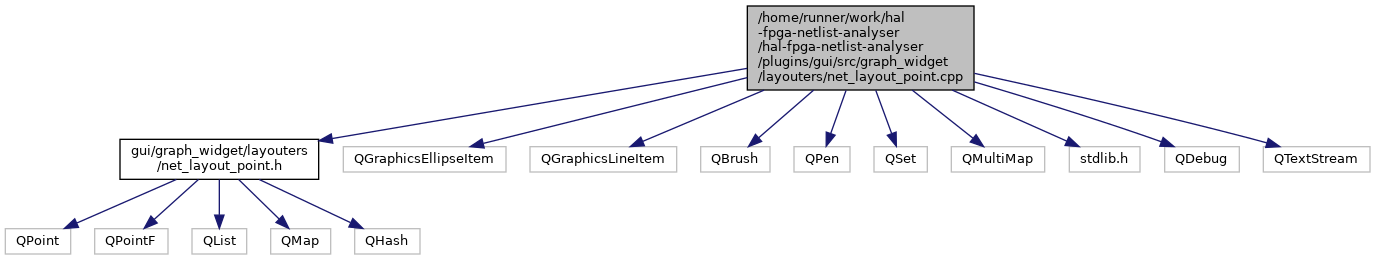 /home/runner/work/hal
-fpga-netlist-analyser
/hal-fpga-netlist-analyser
/plugins/gui/src/graph_widget
/layouters/net_layout_point.cpp
gui/graph_widget/layouters
/net_layout_point.h
QGraphicsEllipseItem
QGraphicsLineItem
QBrush
QPen
QSet
QMultiMap
stdlib.h
QDebug
QTextStream
QPoint
QPointF
QList
QMap
QHash